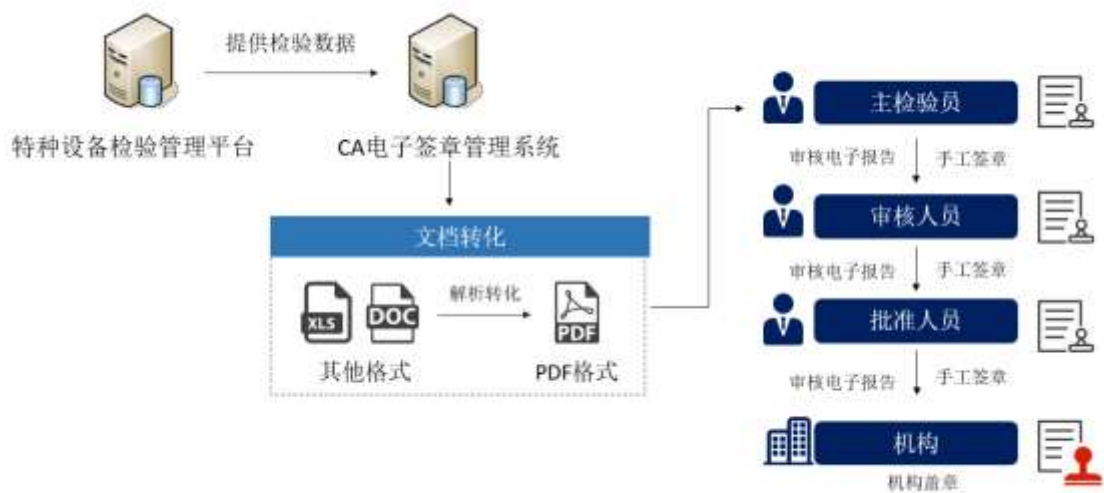 提供检验数据
特种设备检验管理平台
CA电子签章管理系统
文档转化
XLS
DOC
解析转化
PDF
其他格式
PDF格式
主检验员
审核电子报告
手工签章
审核人员
审核电子报告
手工签章
批准人员
审核电子报告
手工签章
机构
机构盖章